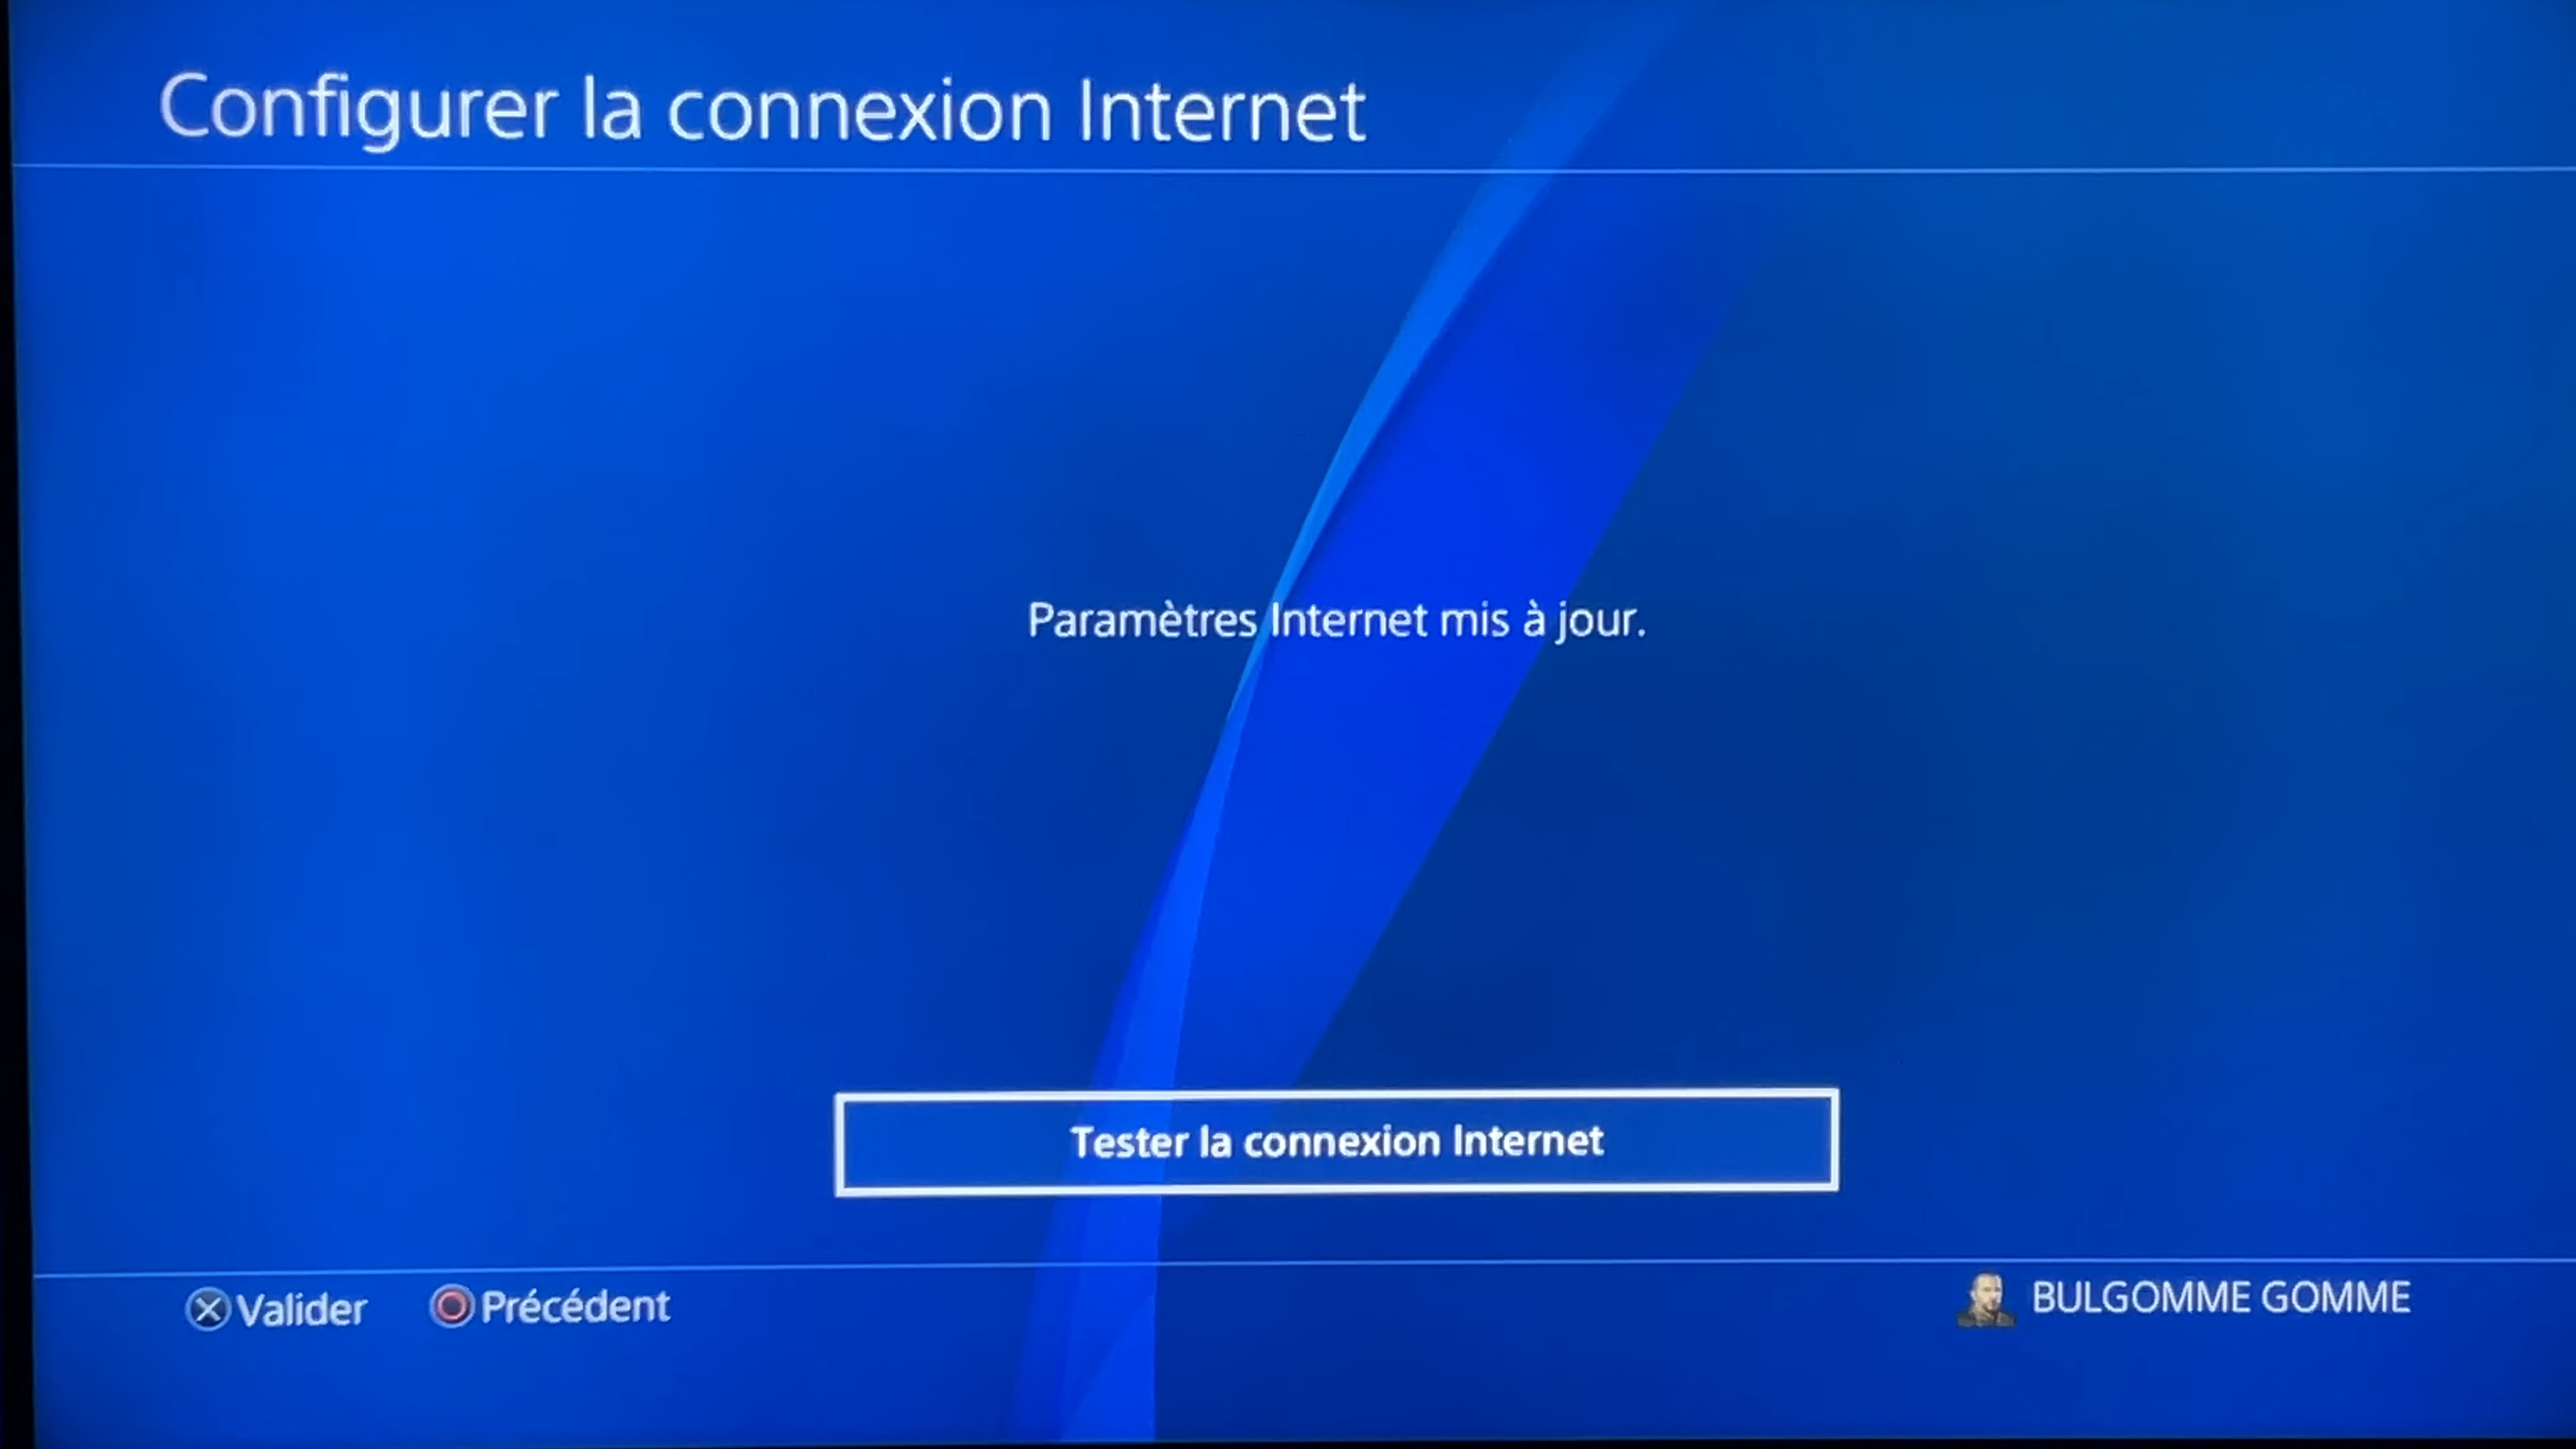 Configurer la connexion Internet
Paramètres Internet mis à jour.
Tester la connexion Internet
Valider
Précédent
BULGOMME GOMME